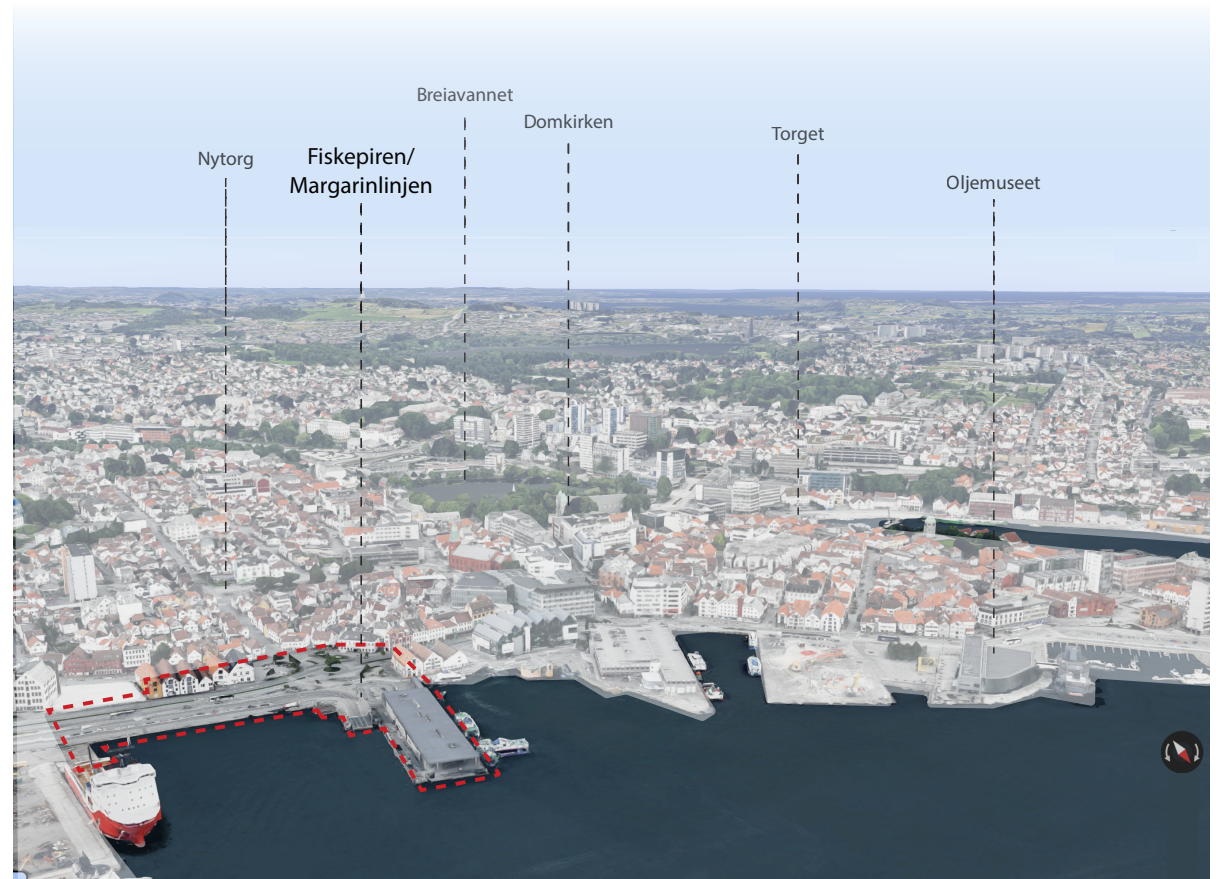 Breiavannet
Domkirken
Torget
Nytorg
Fiskepiren/
Margarinlinjen
Oljemuseet